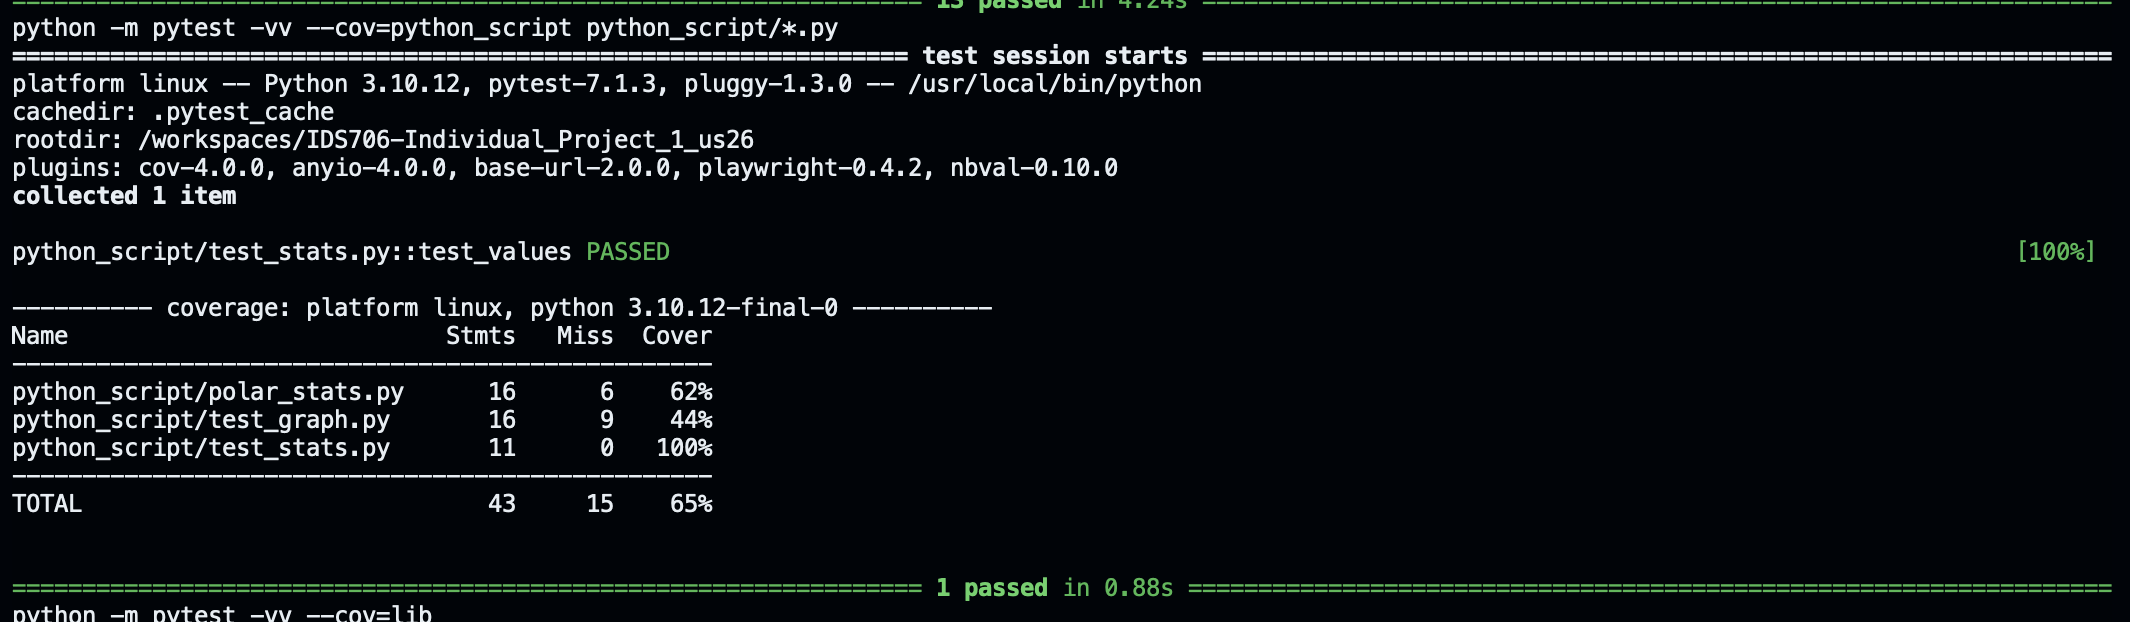 ============================================================== 13 passed in 4.24s ==============================================================
python -m pytest -vv --cov=python_script python_script/*.py
================================================================ test session starts =================================================================
platform linux -- Python 3.10.12, pytest-7.1.3, pluggy-1.3.0 -- /usr/local/bin/python
cachedir: .pytest_cache
rootdir: /workspaces/IDS706-Individual_Project_1_us26
plugins: cov-4.0.0, anyio-4.0.0, base-url-2.0.0, playwright-0.4.2, nbval-0.10.0
collected 1 item
python_script/test_stats.py::test_values PASSED [100%]
---------- coverage: platform linux, python 3.10.12-final-0 ----------
Name Stmts Miss Cover
--------------------------------------------------
python_script/polar_stats.py 16 6 62%
python_script/test_graph.py 16 9 44%
python_script/test_stats.py 11 0 100%
--------------------------------------------------
TOTAL 43 15 65%
================================================================= 1 passed in 0.88s ==================================================================
python -m pytest -vv --cov=lib